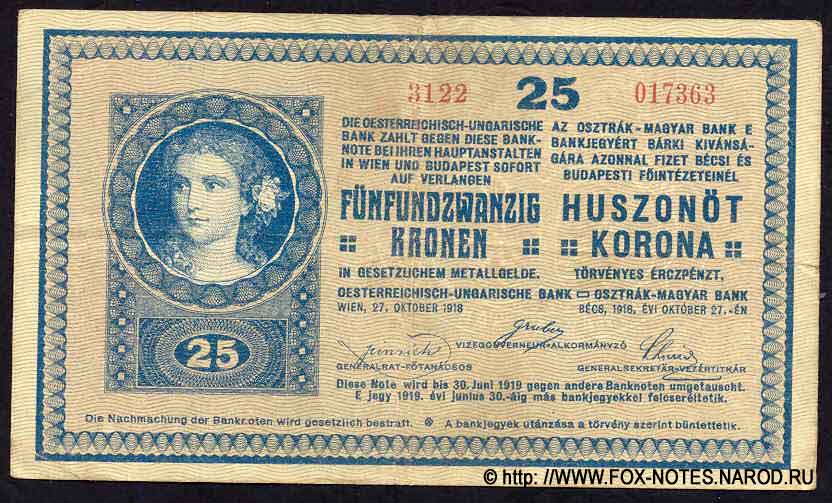 3122 25 017363
DIE OESTERREICHISCH-UNGARISCHE
BANK ZAHLT GEGEN DIESE BANK-
NOTE BEI IHREN HAUPTANSTALTEN
IN WIEN UND BUDAPEST SOFORT
AUF VERLANGEN
FÜNFUNDZWANZIG
KRONEN
IN GESETZLICHEM METALLGELDE.
OESTERREICHISCH-UNGARISCHE BANK
WIEN, 27. OKTOBER 1918
AZ OSZTRÁK-MAGYAR BANK E
BANKJEGYÉRT BÁRKI KIVÁNSÁ-
GÁRA AZONNAL FIZET BÉCSI ÉS
BUDAPESTI FŐINTÉZETEINÉL
HUSZONÖT
KORONA
TÖRVÉNYES ÉRCZPÉNZT,
OSZTRÁK-MAGYAR BANK
BÉCS, 1918. ÉVI OKTÓBER 27.-ÉN
Gruber
VIZEGOUVERNEUR-ALKORMÁNYZÓ
GENERALRAT-FŐTANÁCSOS
GENERALSEKRETÄR-VEZÉRTITKÁR
Diese Note wird bis 30. Juni 1919 gegen andere Banknoten umgetauscht.
E jegy 1919. évi junius 30.-áig más bankjegyekkel felcseréltetik.
25
Die Nachmachung der Banknoten wird gesetzlich bestraft. A bankjegyek utánzása a törvény szerint büntettetik.
© http: //WWW.FOX-NOTES.NAROD.РУ